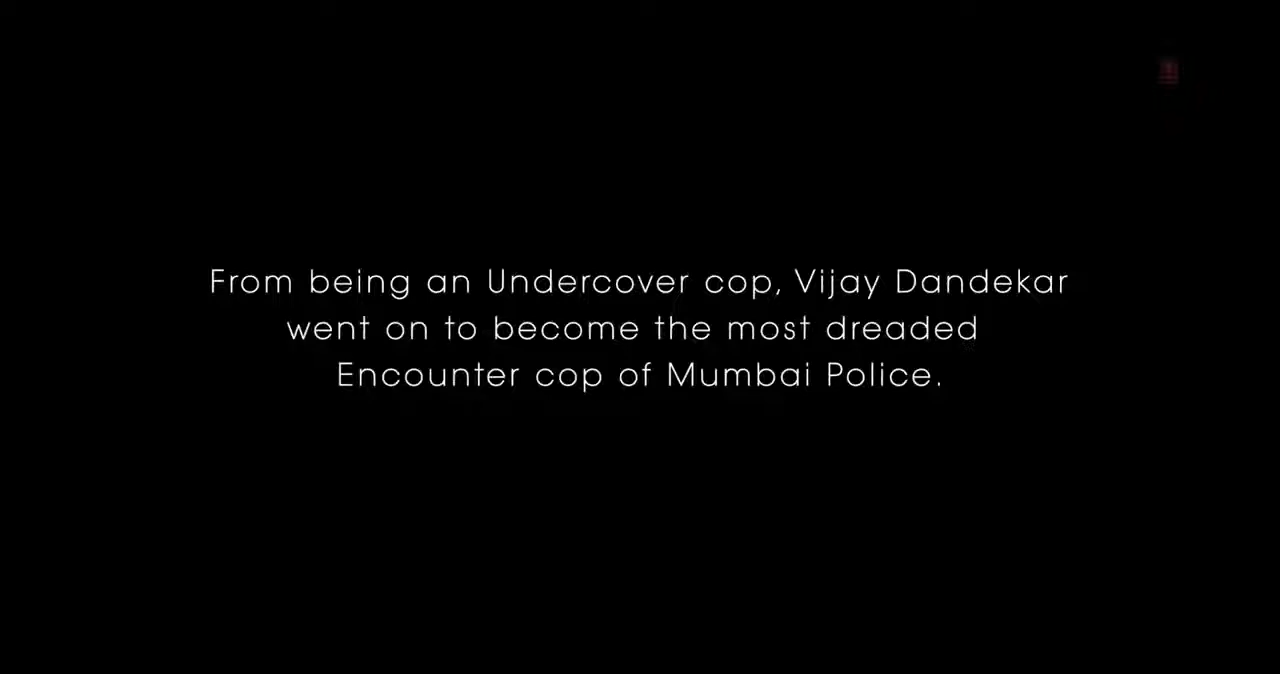 From being an Undercover cop, Vijay Dandekar
went on to become the most dreaded
Encounter cop of Mumbai Police.